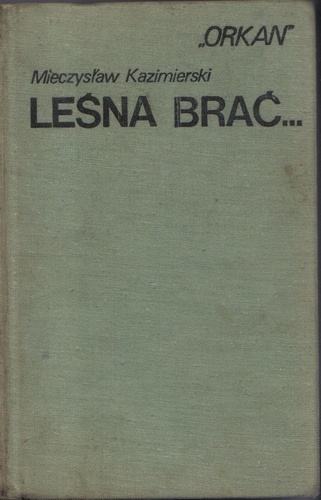 „ORKAN”
Mieczysław Kazimierski
LEŚNA BRAĆ...